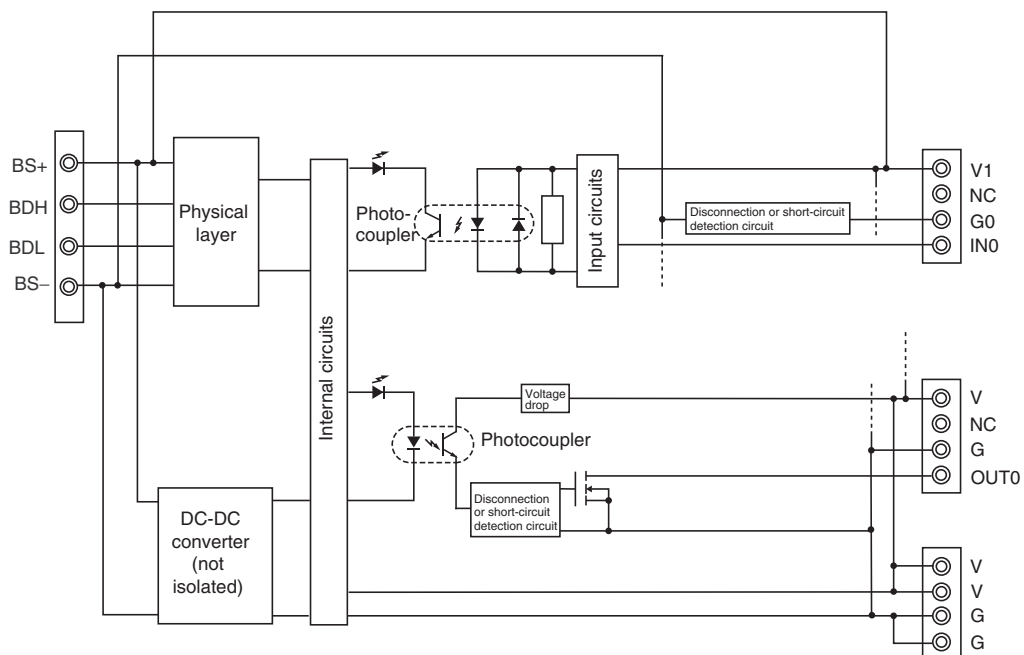 BS+
BDH
BDL
BS−
Physical
layer
Internal circuits
Photo-
coupler
Input circuits
Disconnection or short-circuit
detection circuit
V1
NC
G0
IN0
Voltage
drop
Photocoupler
Disconnection
or short-circuit
detection circuit
V
NC
G
OUT0
DC-DC
converter
(not
isolated)
V
V
G
G